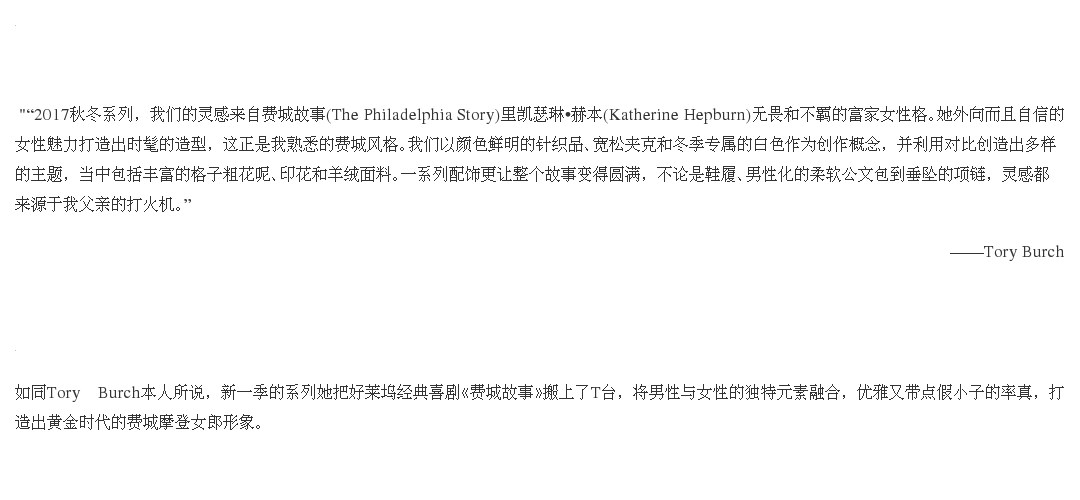 "“2017秋冬系列，我们的灵感来自费城故事(The Philadelphia Story)里凯瑟琳•赫本(Katherine Hepburn)无畏和不羁的富家女性格。她外向而且自信的
女性魅力打造出时髦的造型，这正是我熟悉的费城风格。我们以颜色鲜明的针织品、宽松夹克和冬季专属的白色作为创作概念，并利用对比创造出多样
的主题，当中包括丰富的格子粗花呢、印花和羊绒面料。一系列配饰更让整个故事变得圆满，不论是鞋履、男性化的柔软公文包到垂坠的项链，灵感都
来源于我父亲的打火机。”
——Tory Burch
如同Tory Burch本人所说，新一季的系列她把好莱坞经典喜剧《费城故事》搬上了T台，将男性与女性的独特元素融合，优雅又带点假小子的率真，打
造出黄金时代的费城摩登女郎形象。